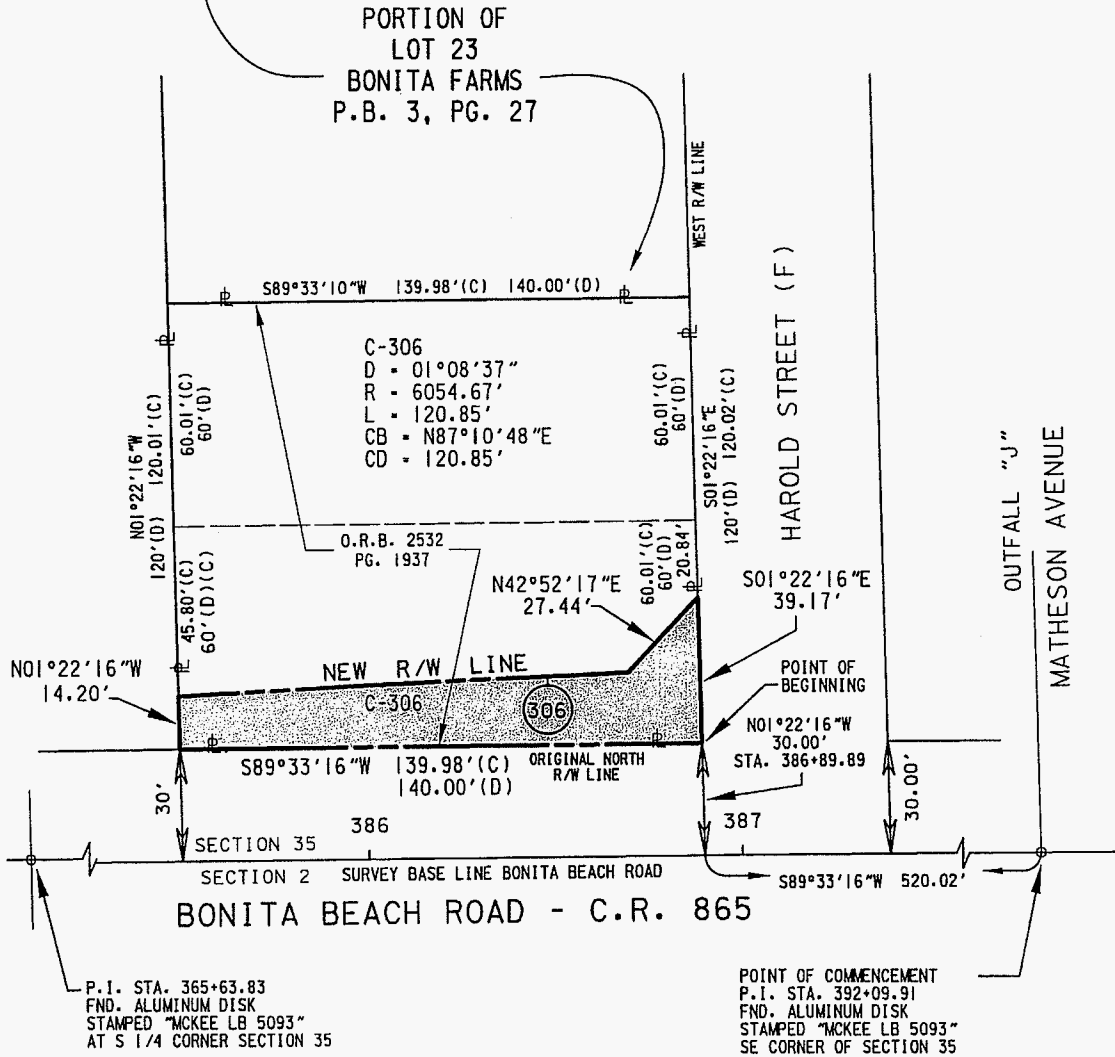 PORTION OF
LOT 23
BONITA FARMS
P.B. 3, PG. 27
WEST R/W LINE
S89°33'10"W 139.98'(C) 140.00'(D)
HAROLD STREET (F)
C-306
D = 01°08'37"
R = 6054.67'
L = 120.85'
CB = N87°10'48"E
CD = 120.85'
N01°22'16"W
120'(D) 120.01'(C)
60.01'(C)
60'(D)
60.01'(C)
60'(D)
S01°22'16"E
120'(D) 120.02'(C)
OUTFALL "J"
MATHESON AVENUE
O.R.B. 2532
PG. 1937
45.80'(C)
60'(D)(C)
60.01'(C)
60'(D)
20.84'
N42°52'17"E
27.44'
S01°22'16"E
39.17'
N01°22'16"W
14.20'
NEW R/W LINE
C-306
306
POINT OF
BEGINNING
N01°22'16"W
30.00'
STA. 386+89.89
S89°33'16"W 139.98'(C)
140.00'(D)
ORIGINAL NORTH
R/W LINE
30'
30.00'
386
387
SECTION 35
SECTION 2 SURVEY BASE LINE BONITA BEACH ROAD
S89°33'16"W 520.02'
BONITA BEACH ROAD - C.R. 865
P.I. STA. 365+63.83
FND. ALUMINUM DISK
STAMPED "MCKEE LB 5093"
AT S 1/4 CORNER SECTION 35
POINT OF COMMENCEMENT
P.I. STA. 392+09.91
FND. ALUMINUM DISK
STAMPED "MCKEE LB 5093"
SE CORNER OF SECTION 35